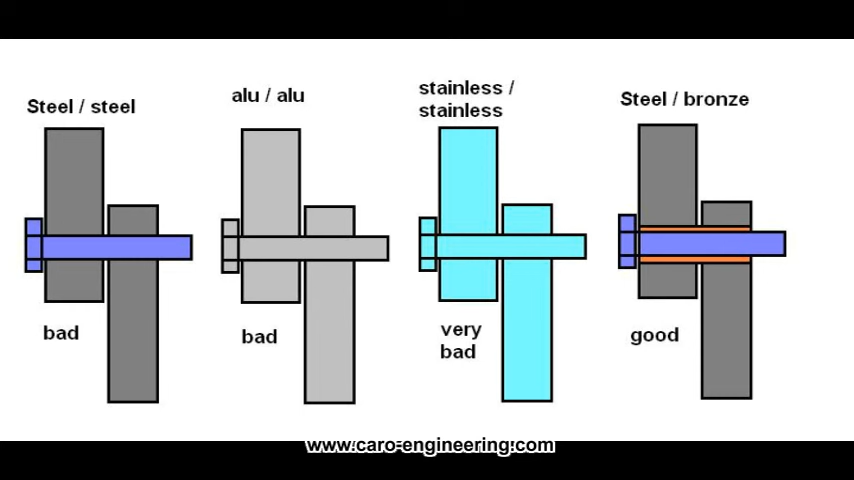 Steel / steel
alu / alu
stainless /
stainless
Steel / bronze
bad
bad
very
bad
good
www.caro-engineering.com